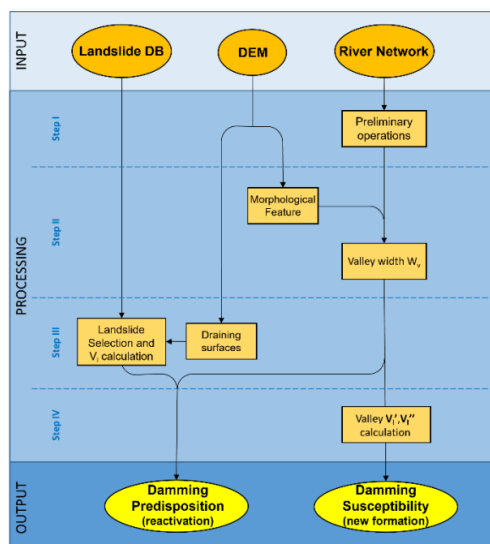 INPUT
Landslide DB
DEM
River Network
PROCESSING
Step I
Preliminary
operations
Step II
Morphological
Feature
Valley width Wv
Step III
Landslide
Selection and
Vl calculation
Draining
surfaces
Step IV
Valley Vl', Vl''
calculation
OUTPUT
Damming
Predisposition
(reactivation)
Damming
Susceptibility
(new formation)